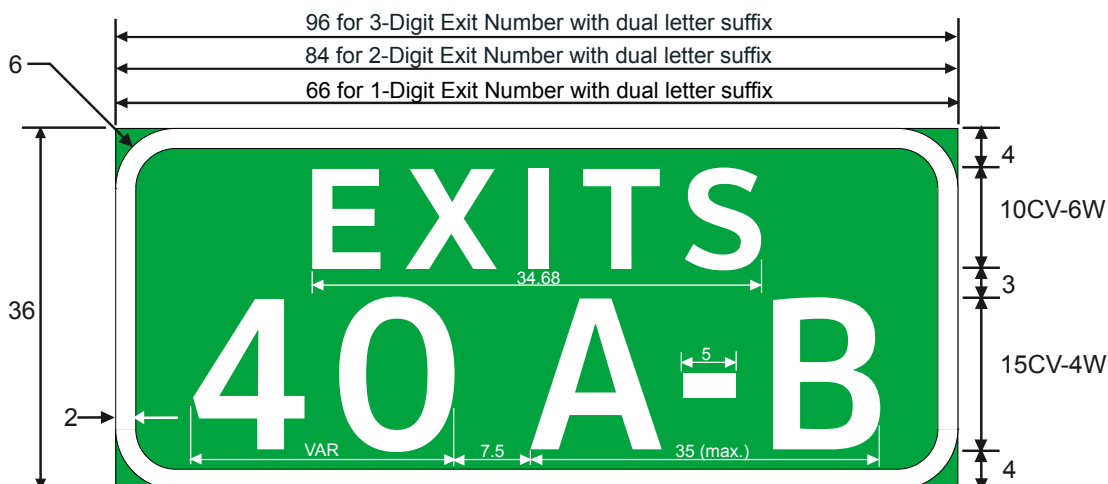 96 for 3-Digit Exit Number with dual letter suffix
84 for 2-Digit Exit Number with dual letter suffix
66 for 1-Digit Exit Number with dual letter suffix
6
4
EXITS
10CV-6W
34.68
3
36
40 A-B
5
15CV-4W
2
VAR
7.5
35 (max.)
4